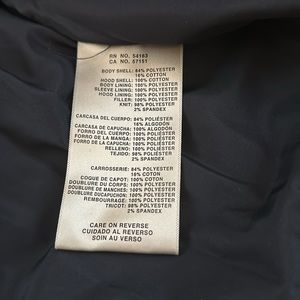 RN NO. 54163
CA NO. 57151
BODY SHELL: 84% POLYESTER
16% COTTON
HOOD SHELL: 100% COTTON
BODY LINING: 100% POLYESTER
SLEEVE LINING: 100% POLYESTER
HOOD LINING: 100% POLYESTER
FILLER: 100% POLYESTER
KNIT: 98% POLYESTER
2% SPANDEX
CARCASA DEL CUERPO: 84% POLIÉSTER
16% ALGODÓN
CARCASA DE CAPUCHA: 100% ALGODÓN
FORRO DEL CUERPO: 100% POLIÉSTER
FORRO DE LA MANGA: 100% POLIÉSTER
FORRO DE LA CAPUCHA: 100% POLIÉSTER
RELLENO: 100% POLIÉSTER
TEJIDO: 98% POLIÉSTER
2% SPANDEX
CARROSSERIE: 84% POLYESTER
16% COTON
COQUE DE CAPOT: 100% COTON
DOUBLURE DU CORPS: 100% POLYESTER
DOUBLURE DE MANCHES: 100% POLYESTER
DOUBLURE DUCAPUCHON: 100% POLYESTER
REMBOURRAGE: 100% POLYESTER
TRICOT: 98% POLYESTER
2% SPANDEX
CARE ON REVERSE
CUIDADO AL REVERSO
SOIN AU VERSO